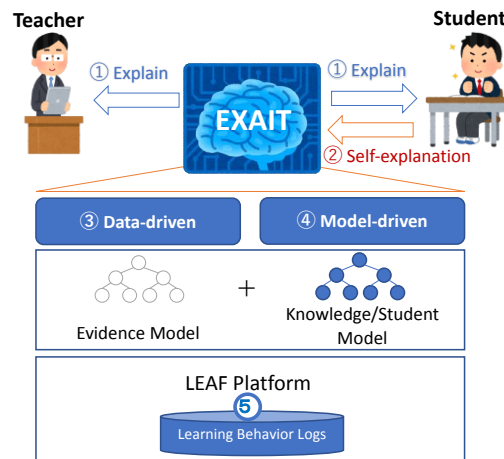 Teacher
Student
① Explain
① Explain
EXAIT
② Self-explanation
③ Data-driven
④ Model-driven
+
Evidence Model
Knowledge/Student
Model
LEAF Platform
⑤
Learning Behavior Logs